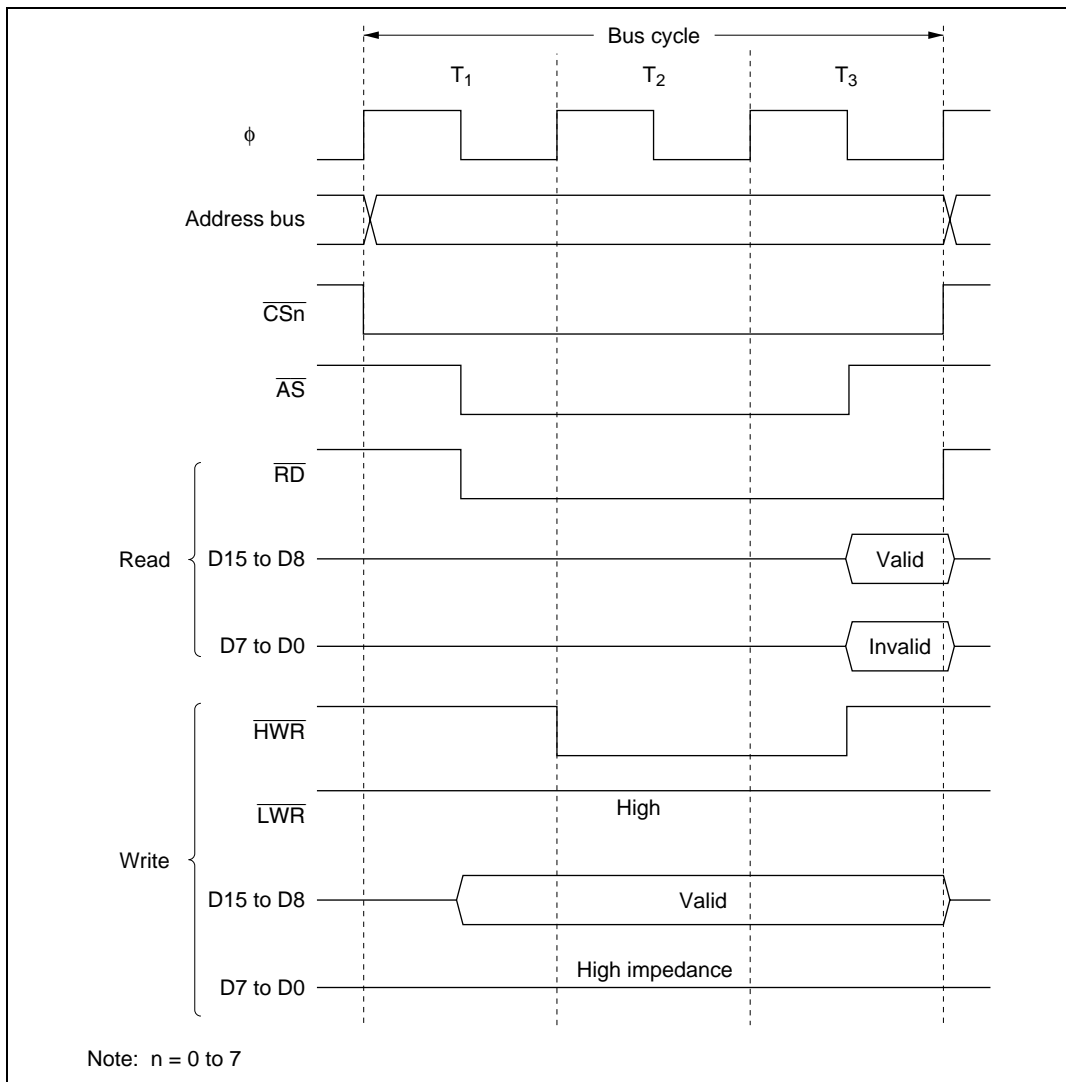 Bus cycle
T1 T2 T3
ϕ
Address bus
CSn
AS
RD
Read
D15 to D8 Valid
D7 to D0 Invalid
HWR
LWR High
Write
D15 to D8 Valid
D7 to D0 High impedance
Note: n = 0 to 7